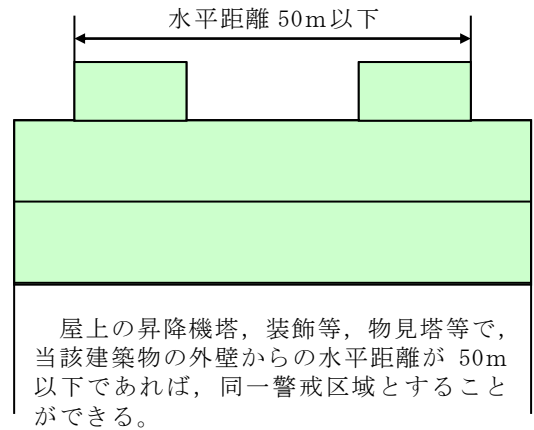 水平距離 50m以下
屋上の昇降機塔，装飾等，物見塔等で，
当該建築物の外壁からの水平距離が 50m
以下であれば，同一警戒区域とすること
ができる。